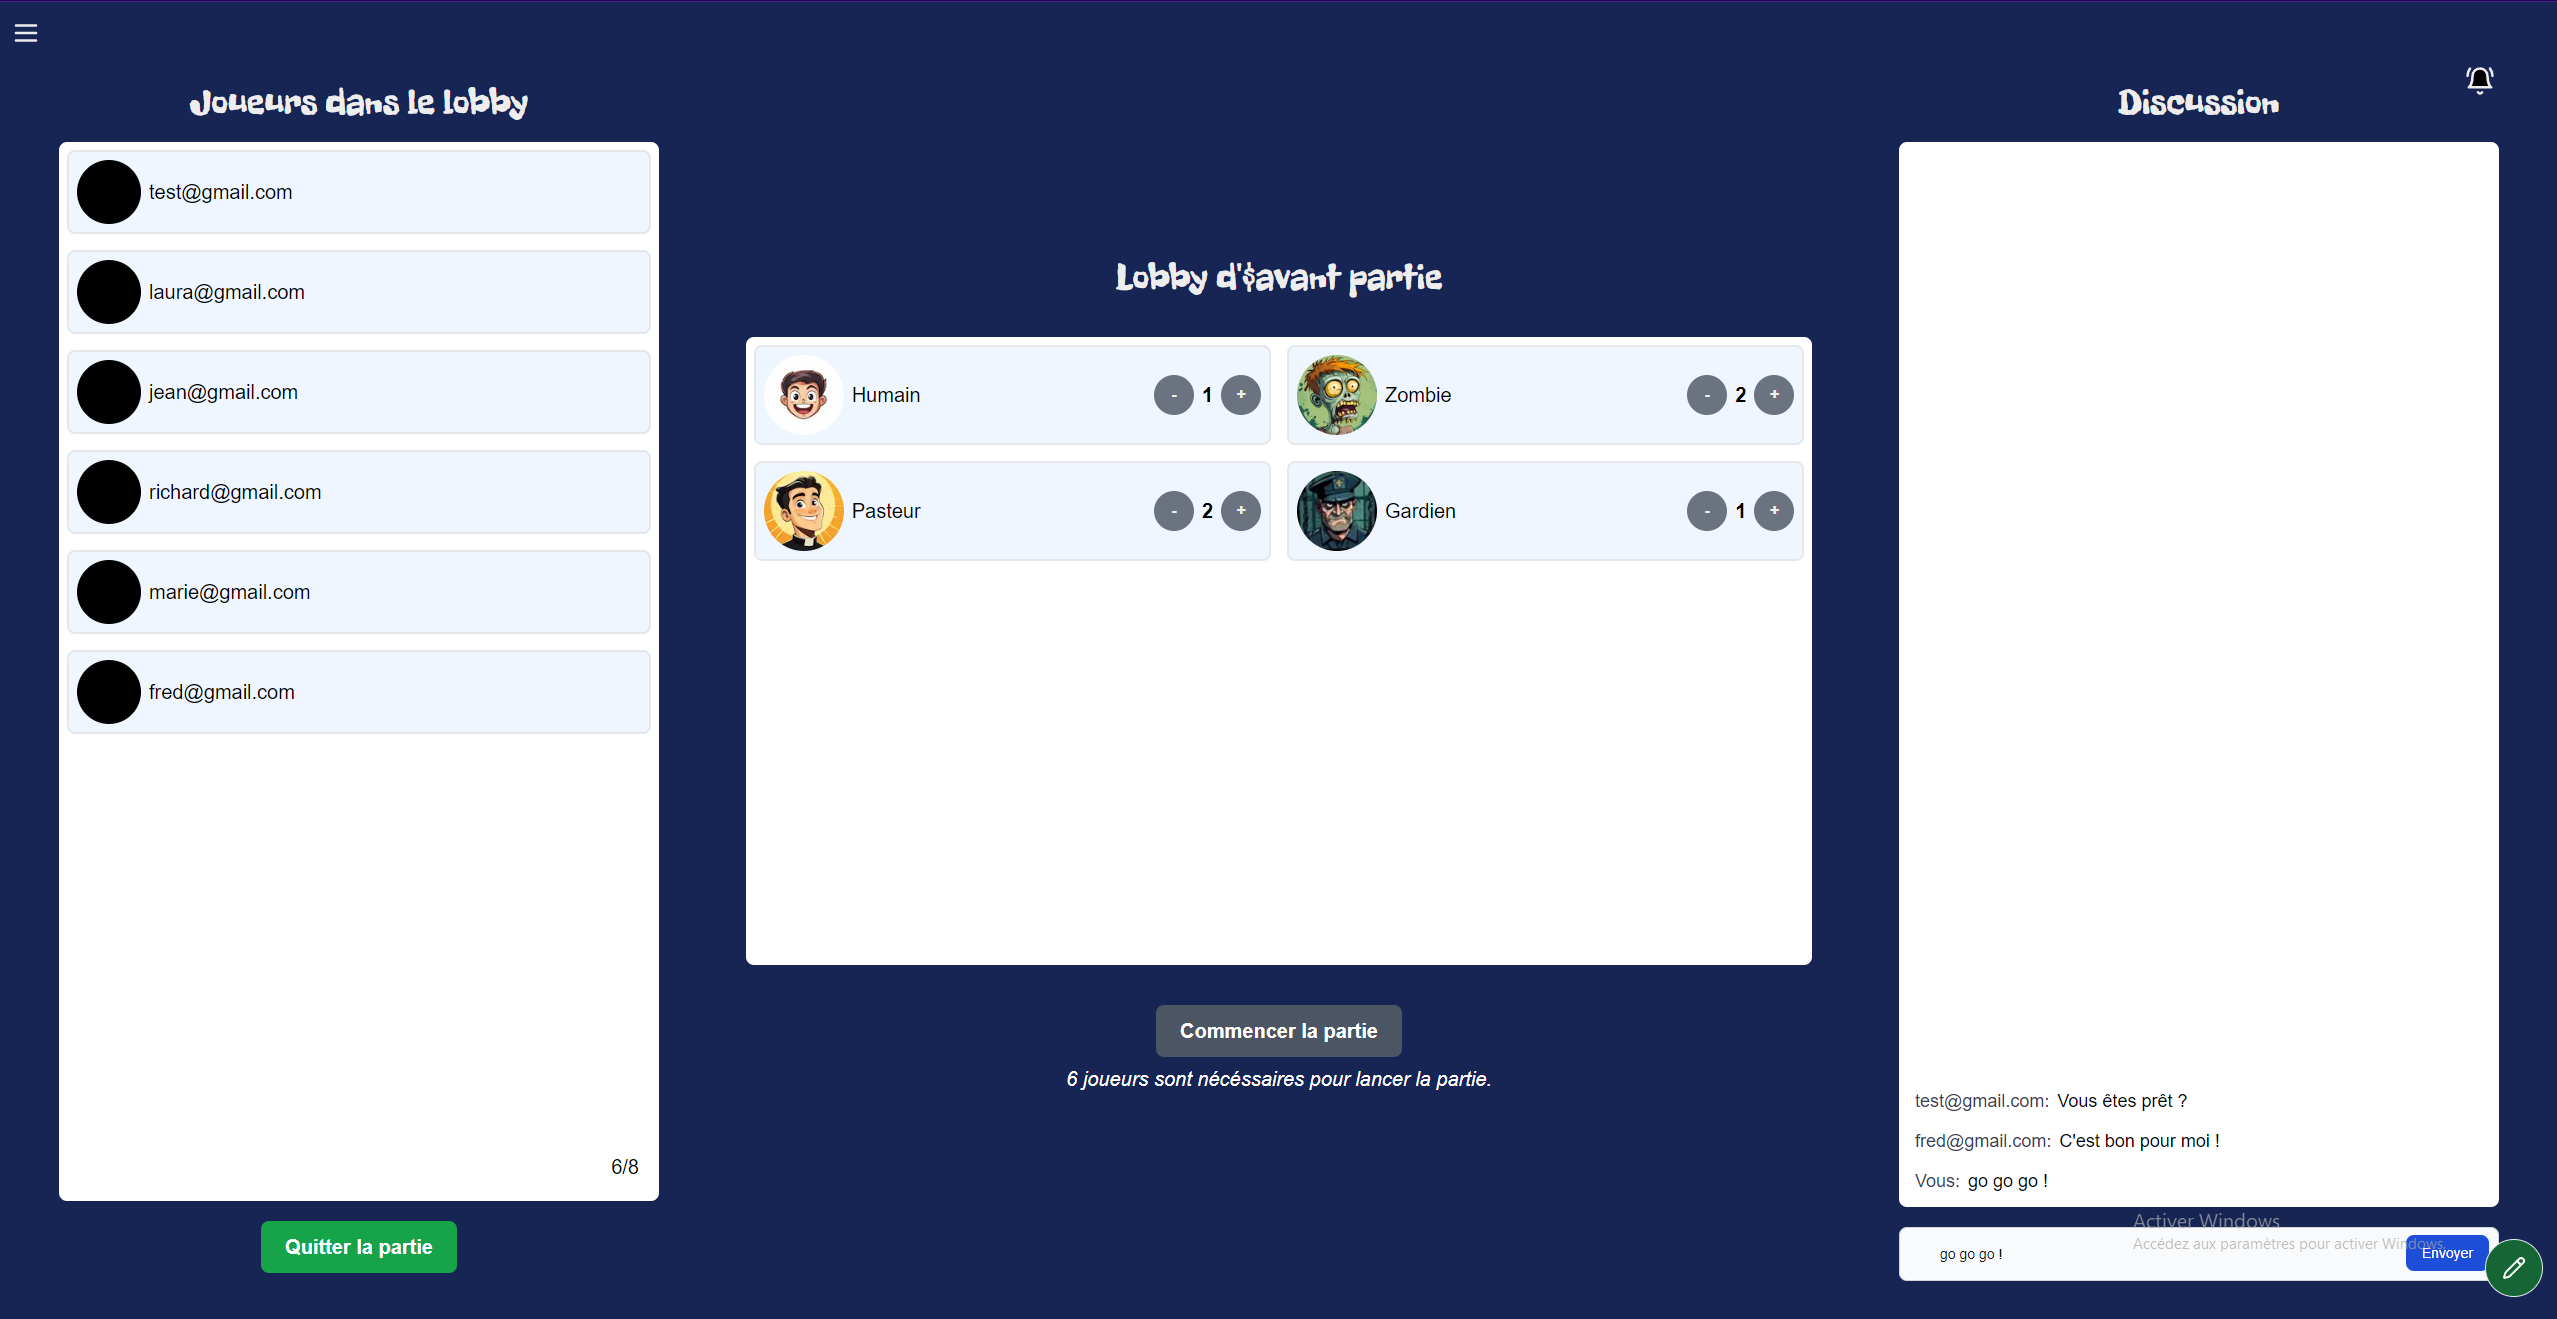 Joueurs dans le lobby
test@gmail.com
laura@gmail.com
jean@gmail.com
richard@gmail.com
marie@gmail.com
fred@gmail.com
6/8
Quitter la partie
Lobby d'$avant partie
Humain - 1 +
Zombie - 2 +
Pasteur - 2 +
Gardien - 1 +
Commencer la partie
6 joueurs sont nécéssaires pour lancer la partie.
Discussion
test@gmail.com: Vous êtes prêt ?
fred@gmail.com: C'est bon pour moi !
Vous: go go go !
Activer Windows
Accédez aux paramètres pour activer Windows.
go go go !
Envoyer